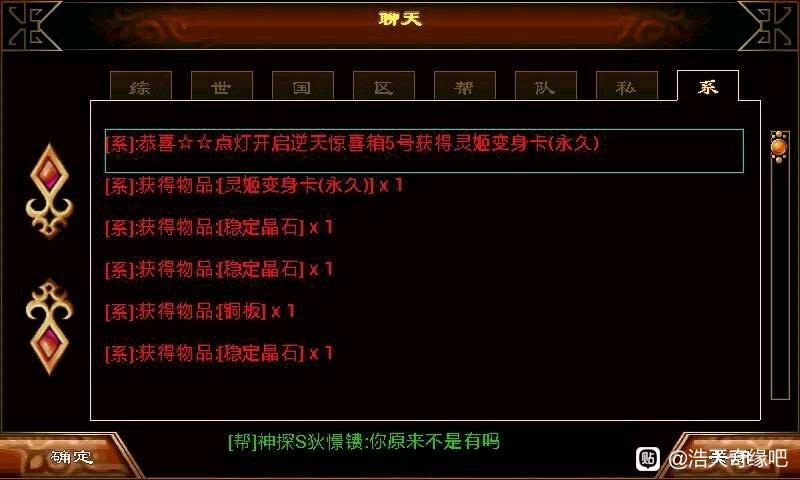 聊天
综 世 国 区 帮 队 私 系
[系]:恭喜☆☆点灯开启逆天惊喜箱5号获得灵姬变身卡(永久)
[系]:获得物品:[灵姬变身卡(永久)] x 1
[系]:获得物品:[稳定晶石] x 1
[系]:获得物品:[稳定晶石] x 1
[系]:获得物品:[铜板] x 1
[系]:获得物品:[稳定晶石] x 1
[帮]神探S狄憬镄:你原来不是有吗
确定
贴 @浩天奇缘吧